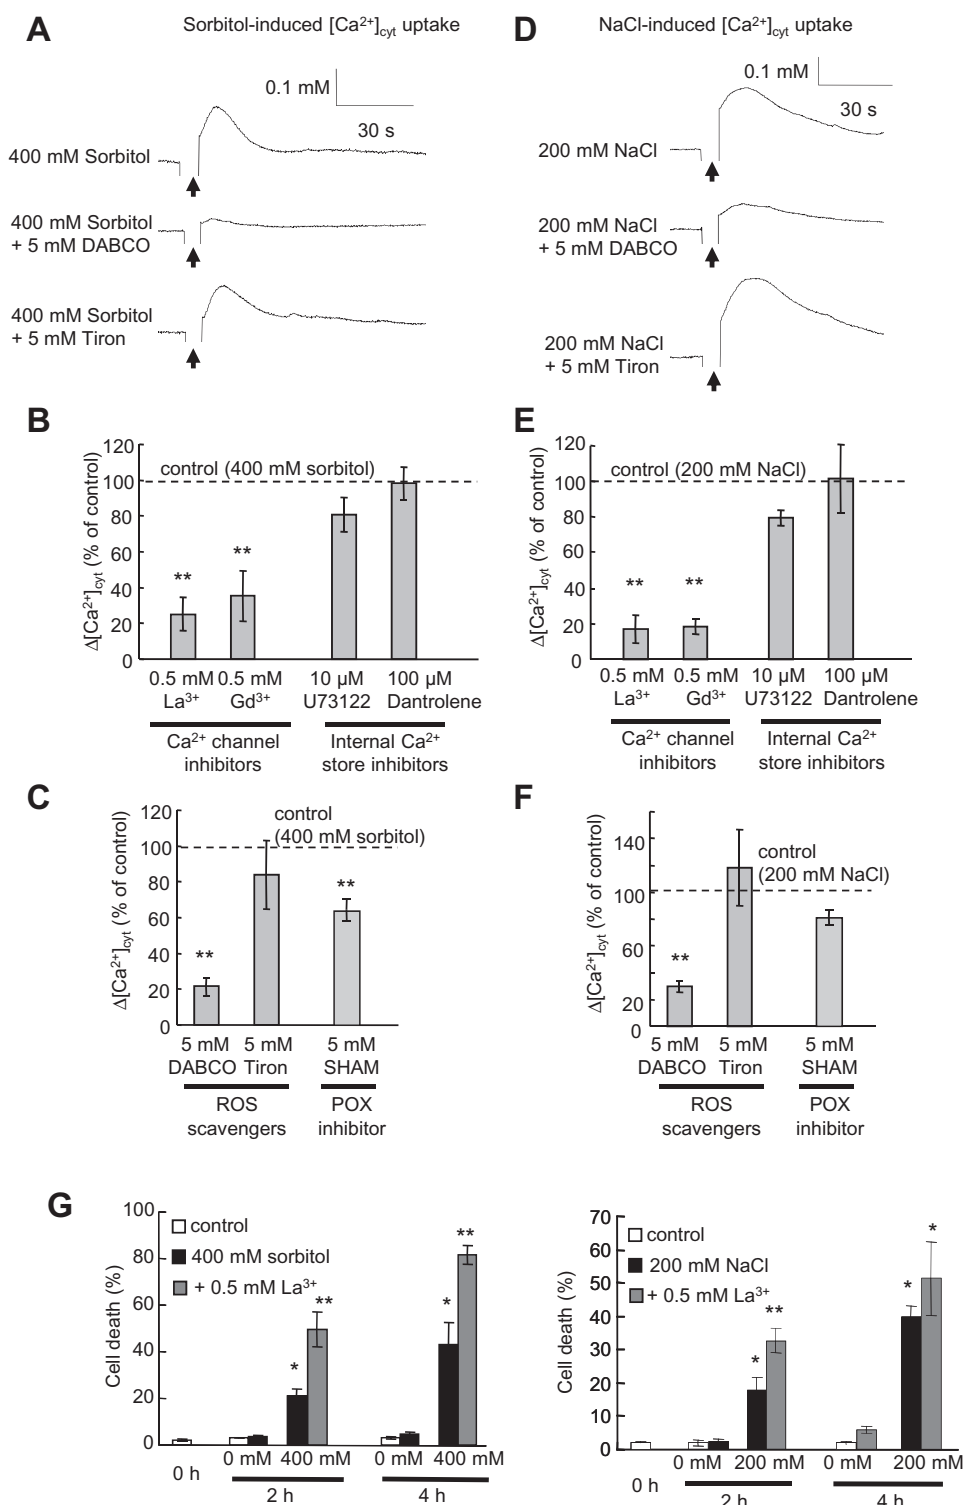 A
Sorbitol-induced [Ca²⁺]cyt uptake
0.1 mM
30 s
400 mM Sorbitol
400 mM Sorbitol
+ 5 mM DABCO
400 mM Sorbitol
+ 5 mM Tiron
D
NaCl-induced [Ca²⁺]cyt uptake
0.1 mM
30 s
200 mM NaCl
200 mM NaCl
+ 5 mM DABCO
200 mM NaCl
+ 5 mM Tiron
B
Δ[Ca²⁺]cyt (% of control)
120
100
80
60
40
20
0
control (400 mM sorbitol)
**
**
0.5 mM La³⁺
0.5 mM Gd³⁺
10 µM U73122
100 µM Dantrolene
Ca²⁺ channel
inhibitors
Internal Ca²⁺
store inhibitors
E
Δ[Ca²⁺]cyt (% of control)
120
100
80
60
40
20
0
control (200 mM NaCl)
**
**
0.5 mM La³⁺
0.5 mM Gd³⁺
10 µM U73122
100 µM Dantrolene
Ca²⁺ channel
inhibitors
Internal Ca²⁺
store inhibitors
C
Δ[Ca²⁺]cyt (% of control)
120
100
80
60
40
20
0
control
(400 mM sorbitol)
**
**
5 mM DABCO
5 mM Tiron
5 mM SHAM
ROS
scavengers
POX
inhibitor
F
Δ[Ca²⁺]cyt (% of control)
140
100
80
60
40
20
0
control
(200 mM NaCl)
**
5 mM DABCO
5 mM Tiron
5 mM SHAM
ROS
scavengers
POX
inhibitor
G
Cell death (%)
100
80
60
40
20
0
control
400 mM sorbitol
+ 0.5 mM La³⁺
*
**
*
**
0 h
0 mM
400 mM
0 mM
400 mM
2 h
4 h
Cell death (%)
70
60
50
40
30
20
10
0
control
200 mM NaCl
+ 0.5 mM La³⁺
*
**
*
*
0 h
0 mM
200 mM
0 mM
200 mM
2 h
4 h